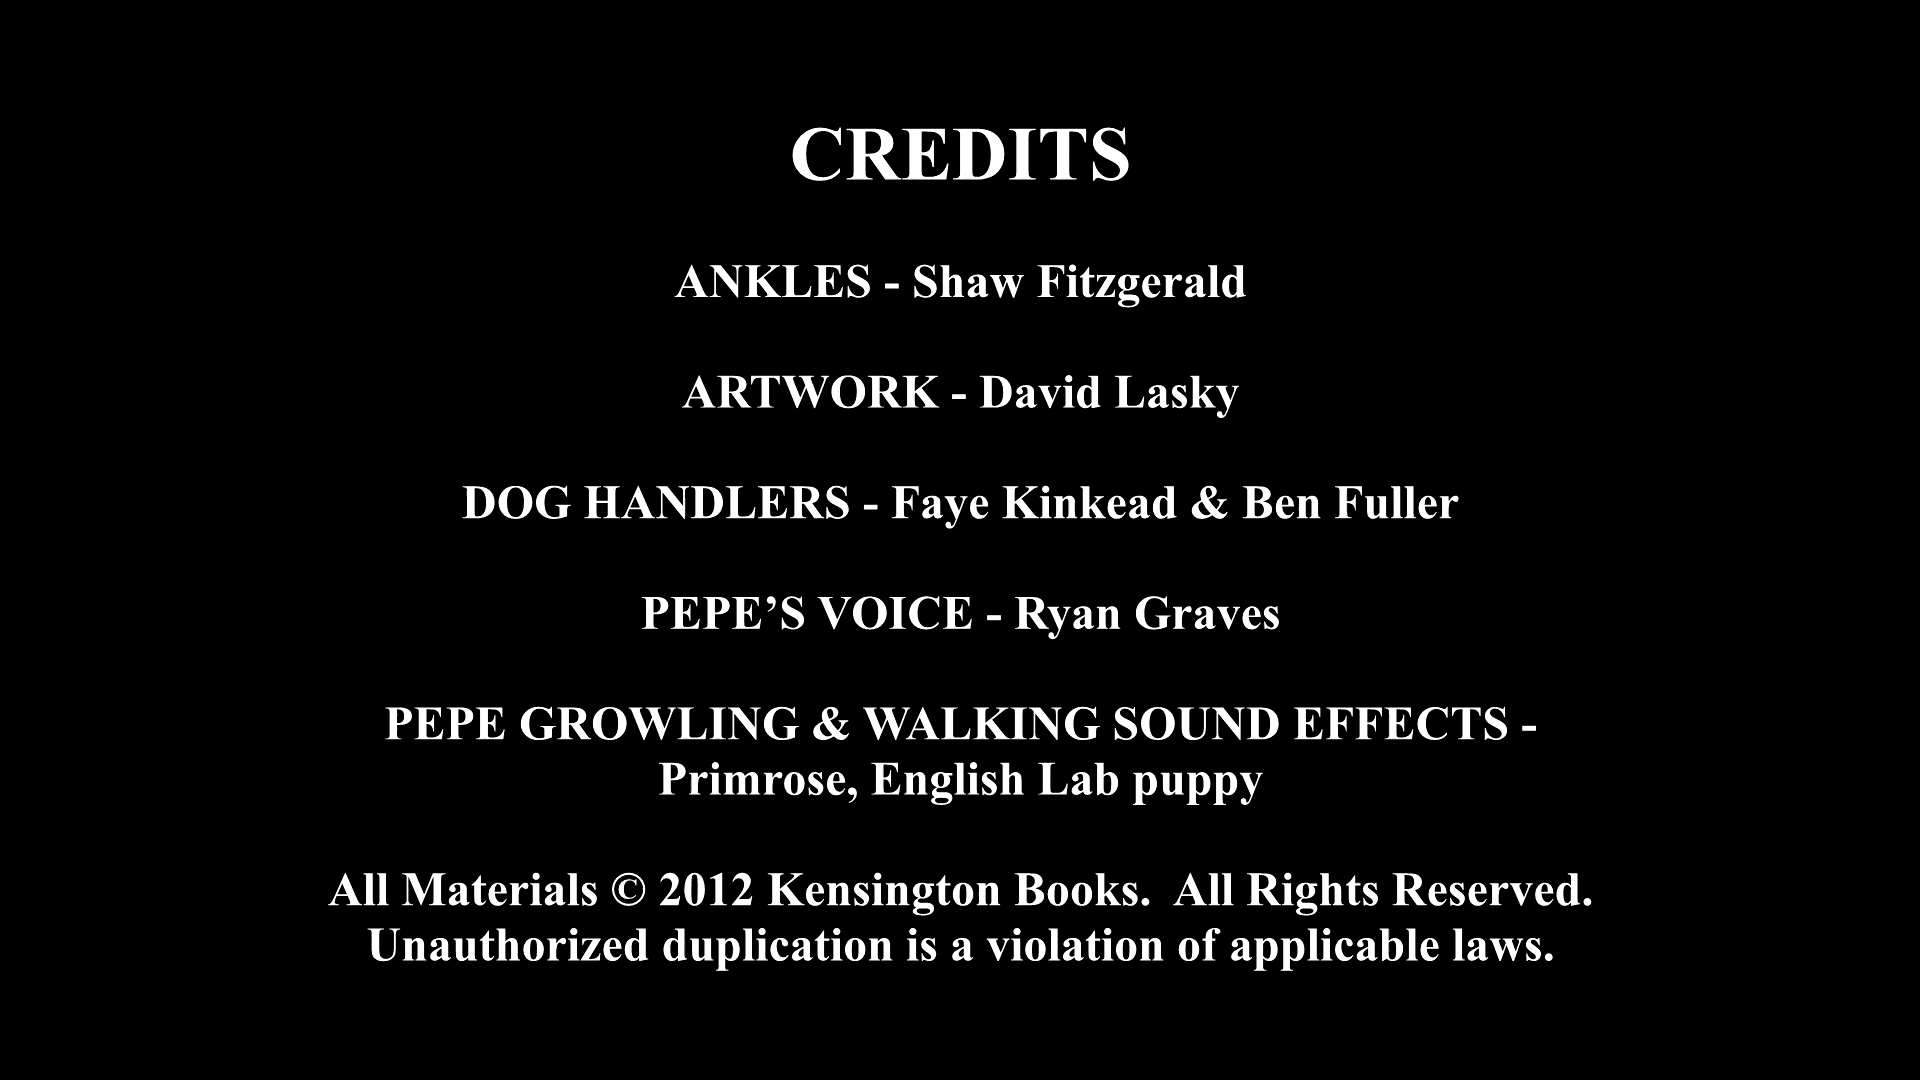 CREDITS
ANKLES - Shaw Fitzgerald
ARTWORK - David Lasky
DOG HANDLERS - Faye Kinkead & Ben Fuller
PEPE’S VOICE - Ryan Graves
PEPE GROWLING & WALKING SOUND EFFECTS -
Primrose, English Lab puppy
All Materials © 2012 Kensington Books.  All Rights Reserved.
Unauthorized duplication is a violation of applicable laws.